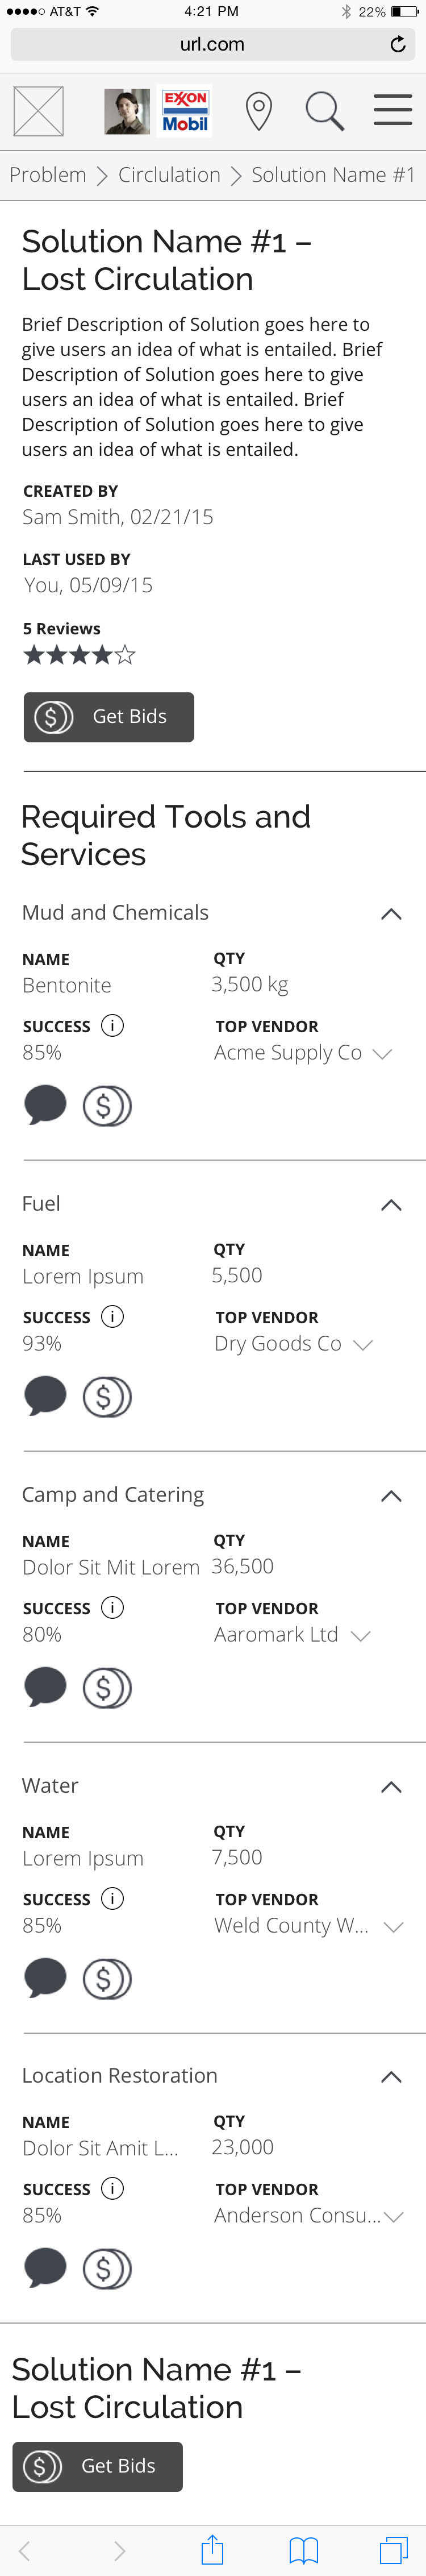 AT&T 4:21 PM 22%
url.com
EXXON
Mobil
Problem Circlulation Solution Name #1
Solution Name #1 –
Lost Circulation
Brief Description of Solution goes here to
give users an idea of what is entailed. Brief
Description of Solution goes here to give
users an idea of what is entailed. Brief
Description of Solution goes here to give
users an idea of what is entailed.
CREATED BY
Sam Smith, 02/21/15
LAST USED BY
You, 05/09/15
5 Reviews
$ Get Bids
Required Tools and
Services
Mud and Chemicals
NAME QTY
Bentonite 3,500 kg
SUCCESS i TOP VENDOR
85% Acme Supply Co
$
Fuel
NAME QTY
Lorem Ipsum 5,500
SUCCESS i TOP VENDOR
93% Dry Goods Co
$
Camp and Catering
NAME QTY
Dolor Sit Mit Lorem 36,500
SUCCESS i TOP VENDOR
80% Aaromark Ltd
$
Water
NAME QTY
Lorem Ipsum 7,500
SUCCESS i TOP VENDOR
85% Weld County W...
$
Location Restoration
NAME QTY
Dolor Sit Amit L... 23,000
SUCCESS i TOP VENDOR
85% Anderson Consu...
$
Solution Name #1 –
Lost Circulation
$ Get Bids